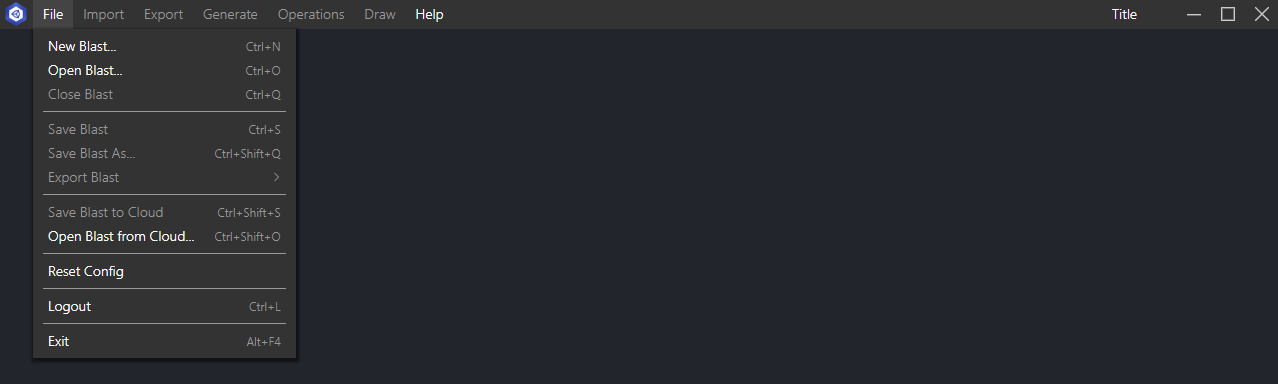 File Import Export Generate Operations Draw Help Title
New Blast... Ctrl+N
Open Blast... Ctrl+O
Close Blast Ctrl+Q
Save Blast Ctrl+S
Save Blast As... Ctrl+Shift+Q
Export Blast
Save Blast to Cloud Ctrl+Shift+S
Open Blast from Cloud... Ctrl+Shift+O
Reset Config
Logout Ctrl+L
Exit Alt+F4